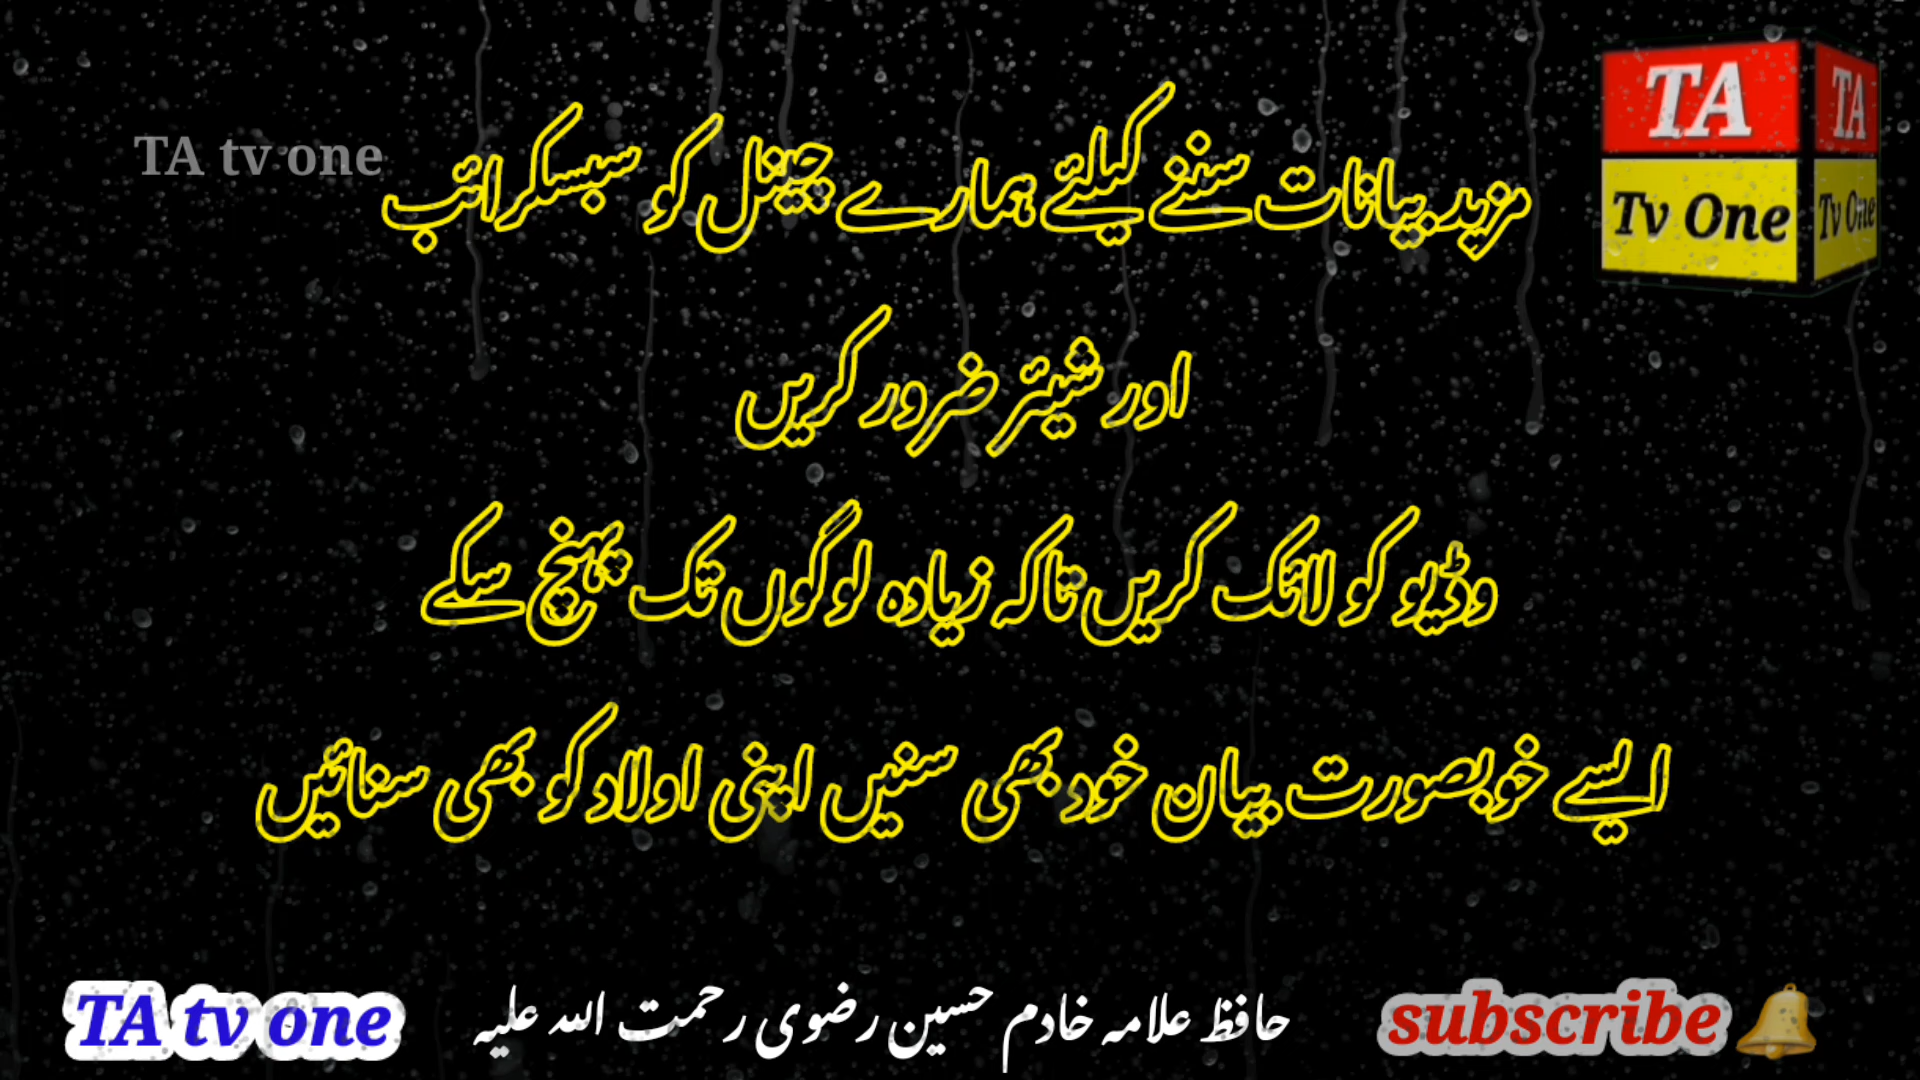 TA
TA
Tv One
Tv One
TA tv one
مزید بیانات سننے کیلئے ہمارے چینل کو سبسکرائب
اور شیئر ضرور کریں
وڈیو کو لائک کریں تاکہ زیادہ لوگوں تک پہنچ سکے
ایسے خوبصورت بیان خود بھی سنیں اپنی اولاد کو بھی سنائیں
TA tv one
حافظ علامہ خادم حسین رضوی رحمت اللہ علیہ
subscribe